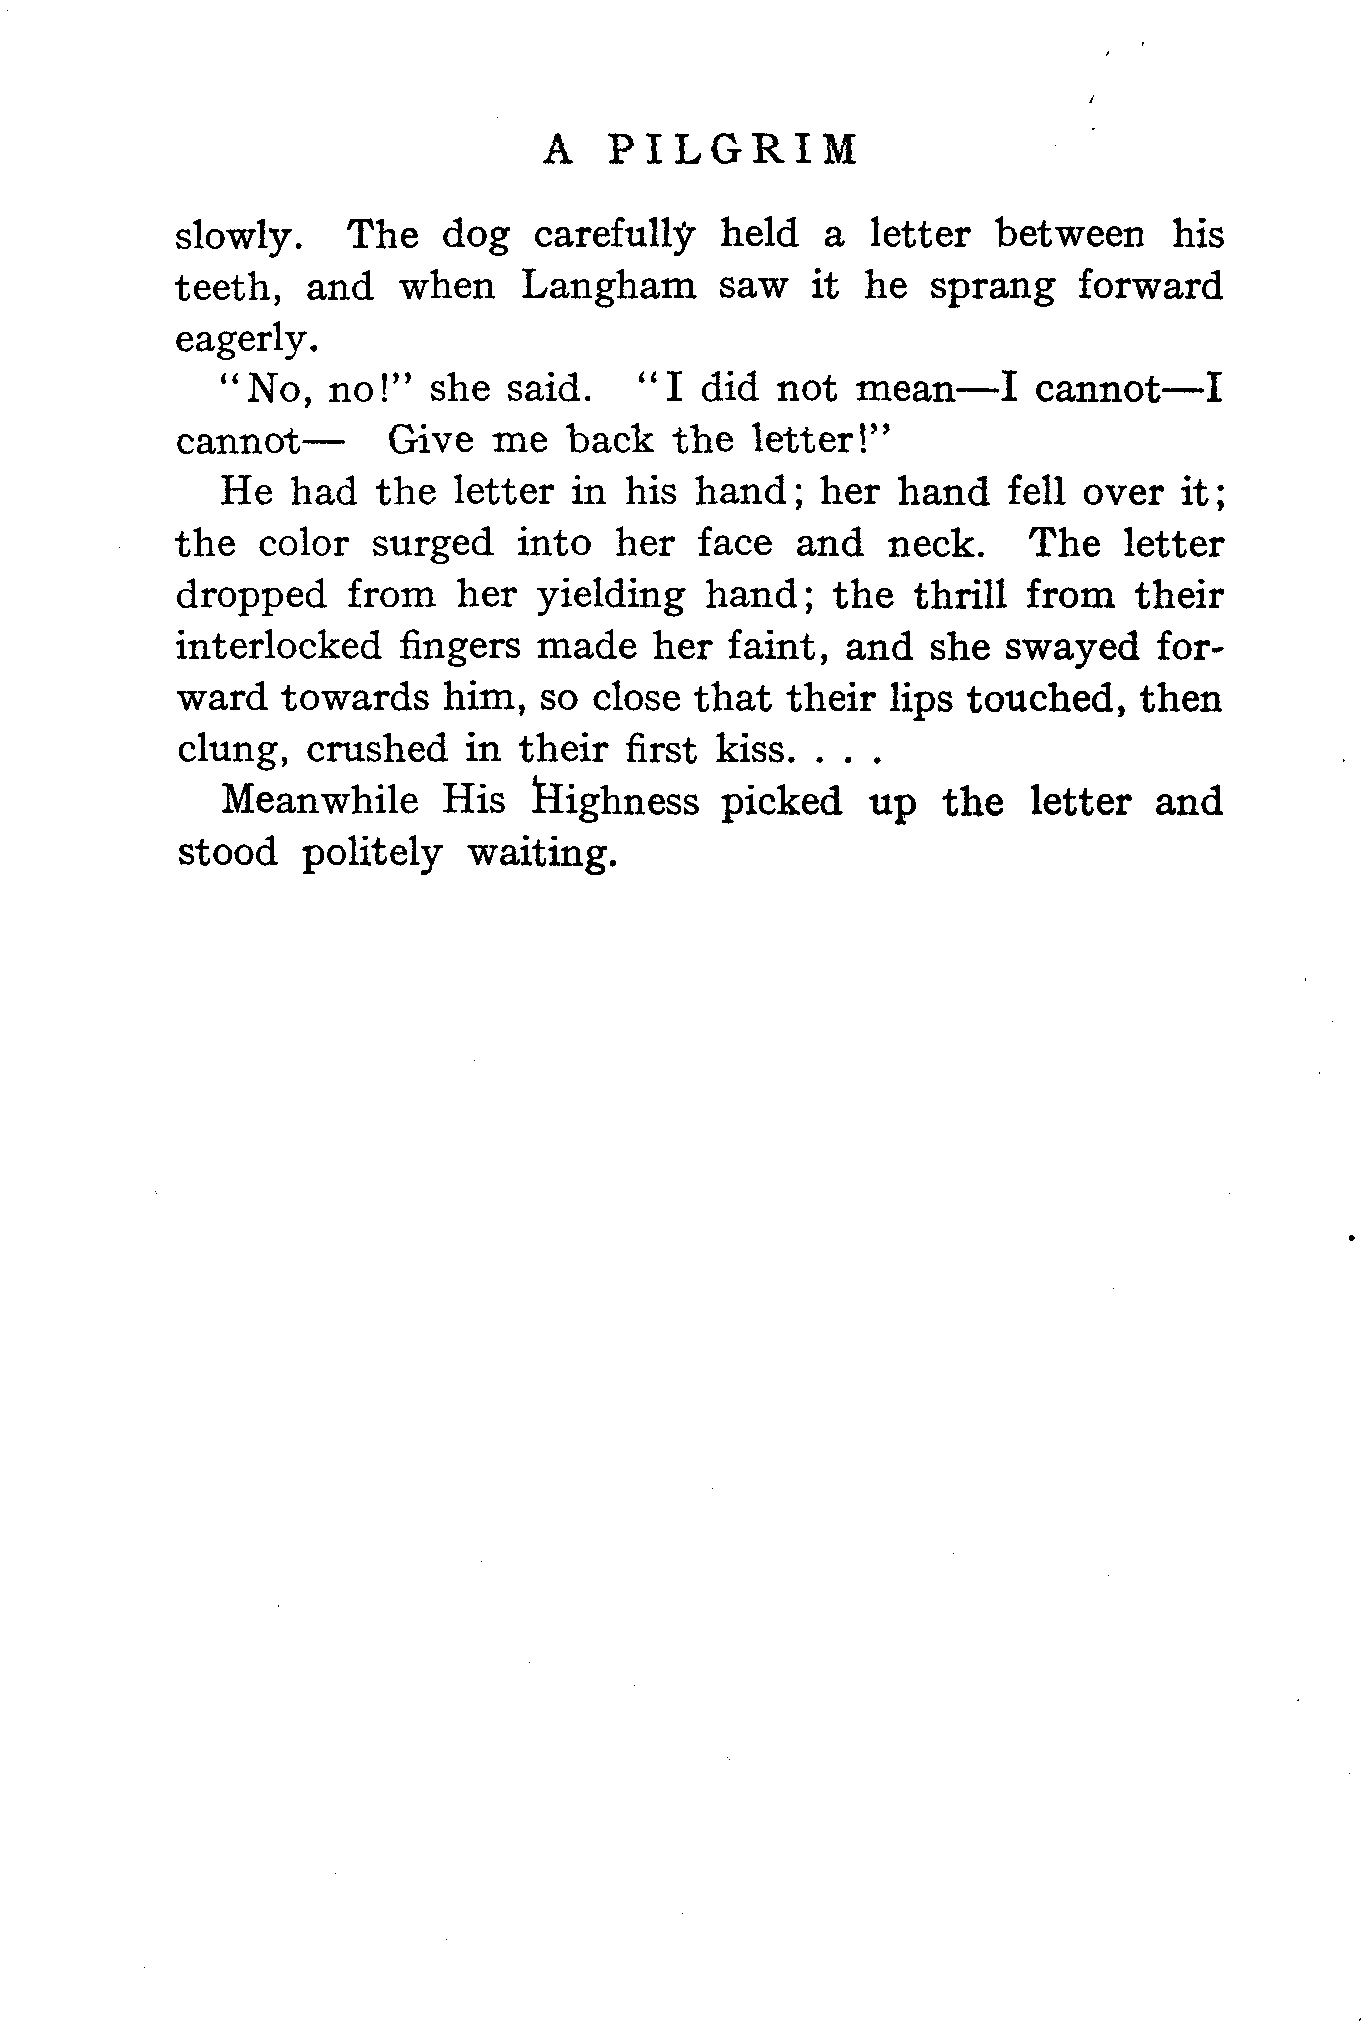 A PILGRIM
slowly. The dog carefully held a letter between his
teeth, and when Langham saw it he sprang forward
eagerly.
"No, no!" she said. "I did not mean—I cannot—I
cannot— Give me back the letter!"
He had the letter in his hand; her hand fell over it;
the color surged into her face and neck. The letter
dropped from her yielding hand; the thrill from their
interlocked fingers made her faint, and she swayed for-
ward towards him, so close that their lips touched, then
clung, crushed in their first kiss. . . .
Meanwhile His Highness picked up the letter and
stood politely waiting.